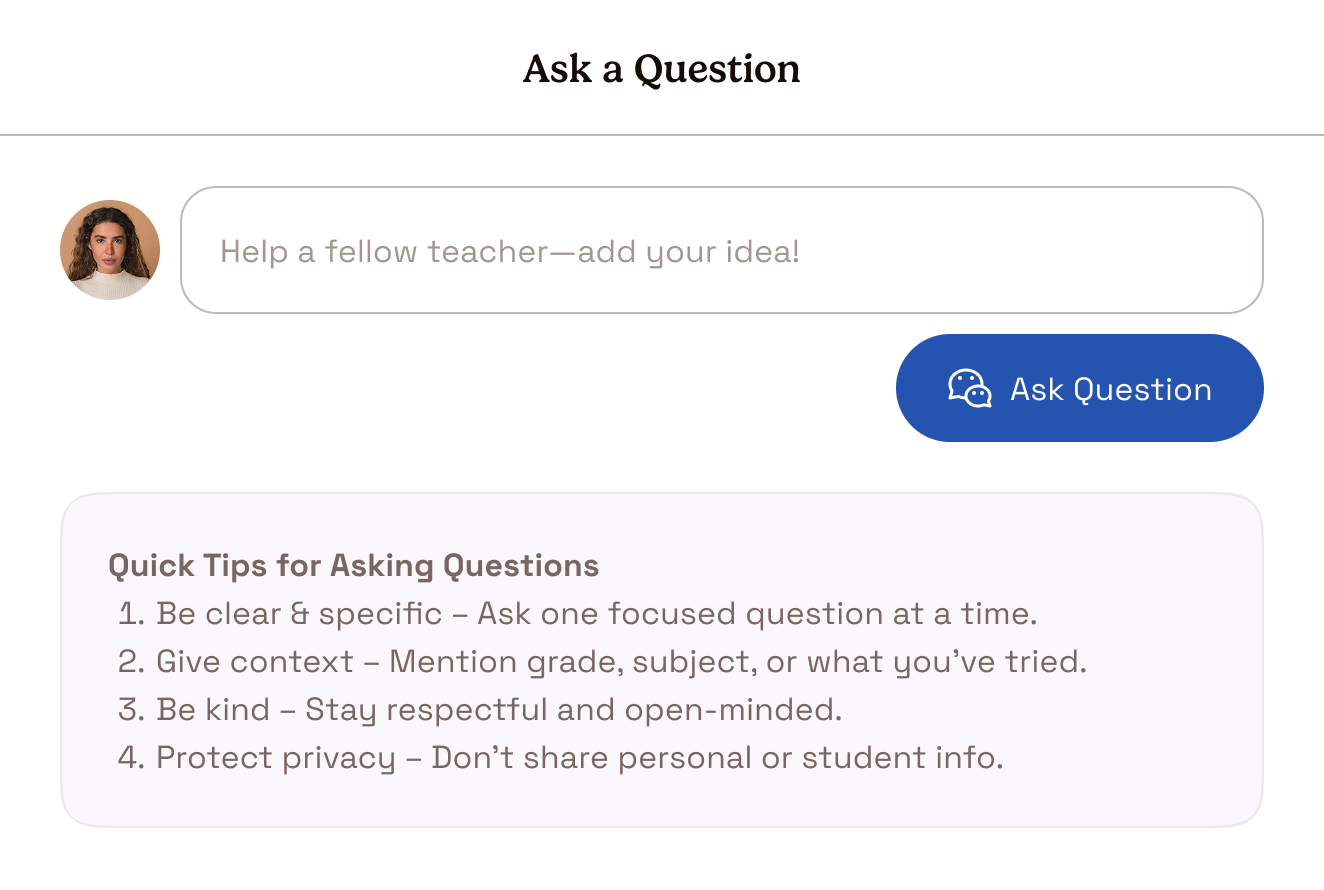 Ask a Question
Help a fellow teacher—add your idea!
Ask Question
Quick Tips for Asking Questions
1. Be clear & specific – Ask one focused question at a time.
2. Give context – Mention grade, subject, or what you’ve tried.
3. Be kind – Stay respectful and open-minded.
4. Protect privacy – Don’t share personal or student info.